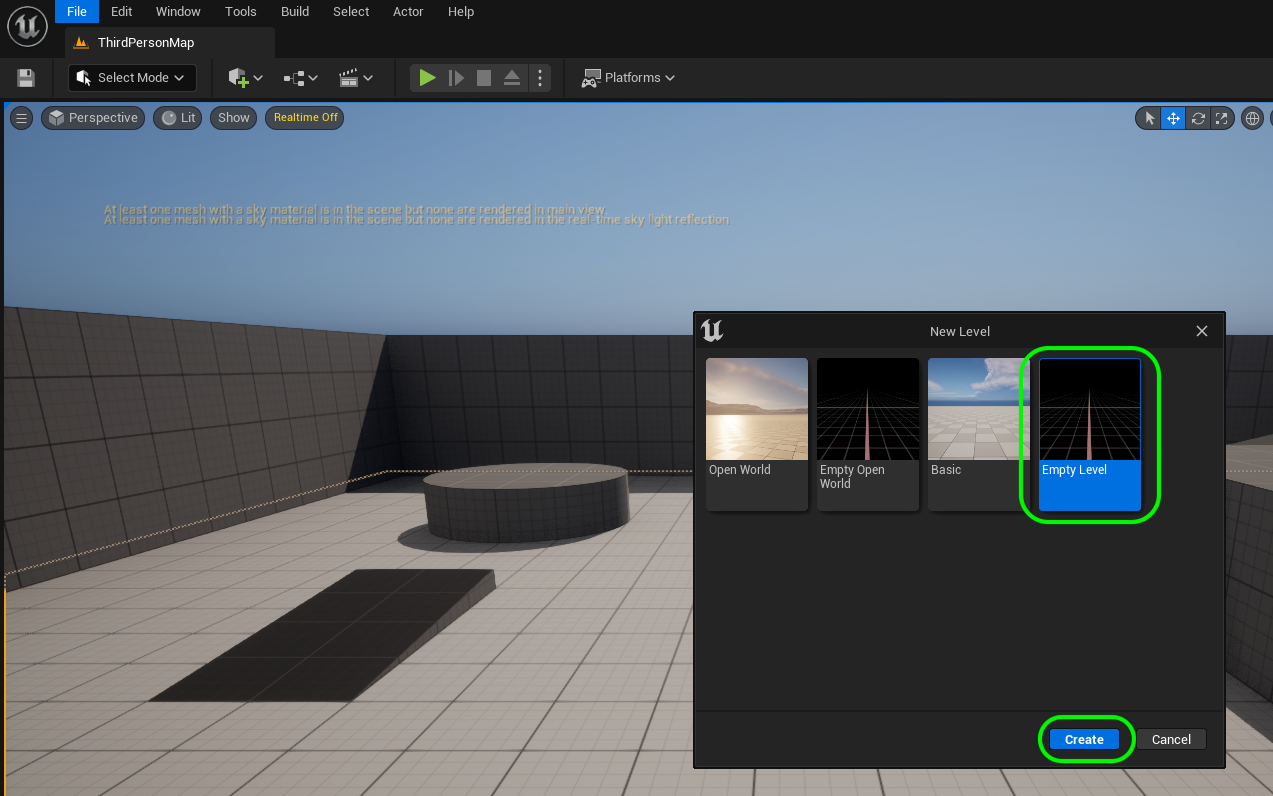 File Edit Window Tools Build Select Actor Help
ThirdPersonMap
Select Mode Platforms
Perspective Lit Show Realtime Off
At least one mesh with a sky material is in the scene but none are rendered in main view.
At least one mesh with a sky material is in the scene but none are rendered in the real-time sky light reflection.
New Level
Open World Empty Open World Basic Empty Level
Create Cancel